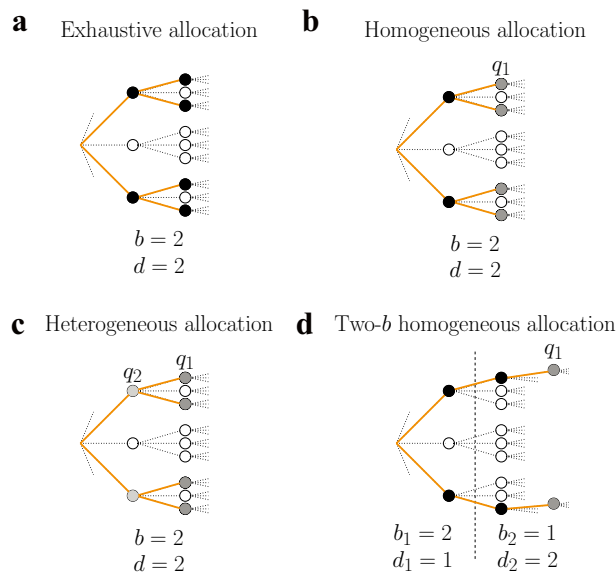 a Exhaustive allocation
b = 2
d = 2
b Homogeneous allocation
q₁
b = 2
d = 2
c Heterogeneous allocation
q₂ q₁
b = 2
d = 2
d Two-b homogeneous allocation
q₁
b₁ = 2 b₂ = 1
d₁ = 1 d₂ = 2